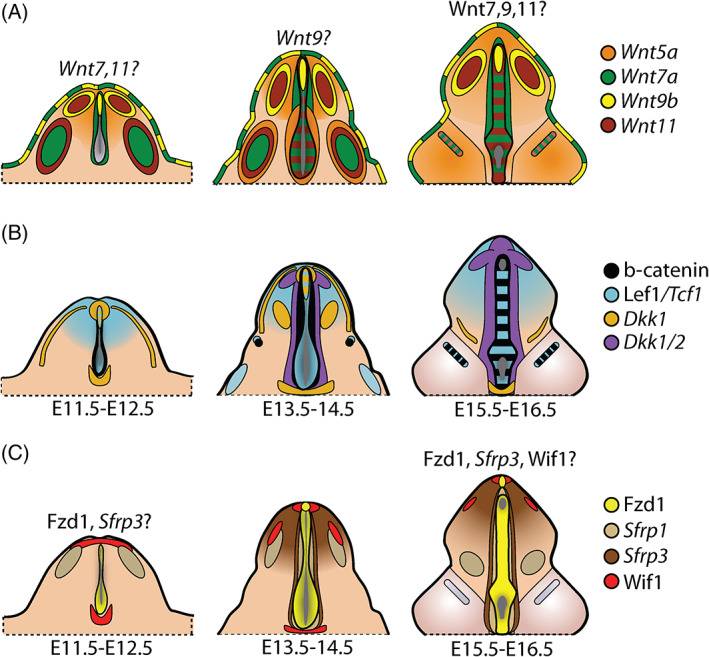 (A)
Wnt7,11?
Wnt9?
Wnt7,9,11?
Wnt5a
Wnt7a
Wnt9b
Wnt11
(B)
b-catenin
Lef1/Tcf1
Dkk1
Dkk1/2
E11.5-E12.5
E13.5-14.5
E15.5-E16.5
(C)
Fzd1, Sfrp3?
Fzd1, Sfrp3, Wif1?
Fzd1
Sfrp1
Sfrp3
Wif1
E11.5-E12.5
E13.5-14.5
E15.5-E16.5